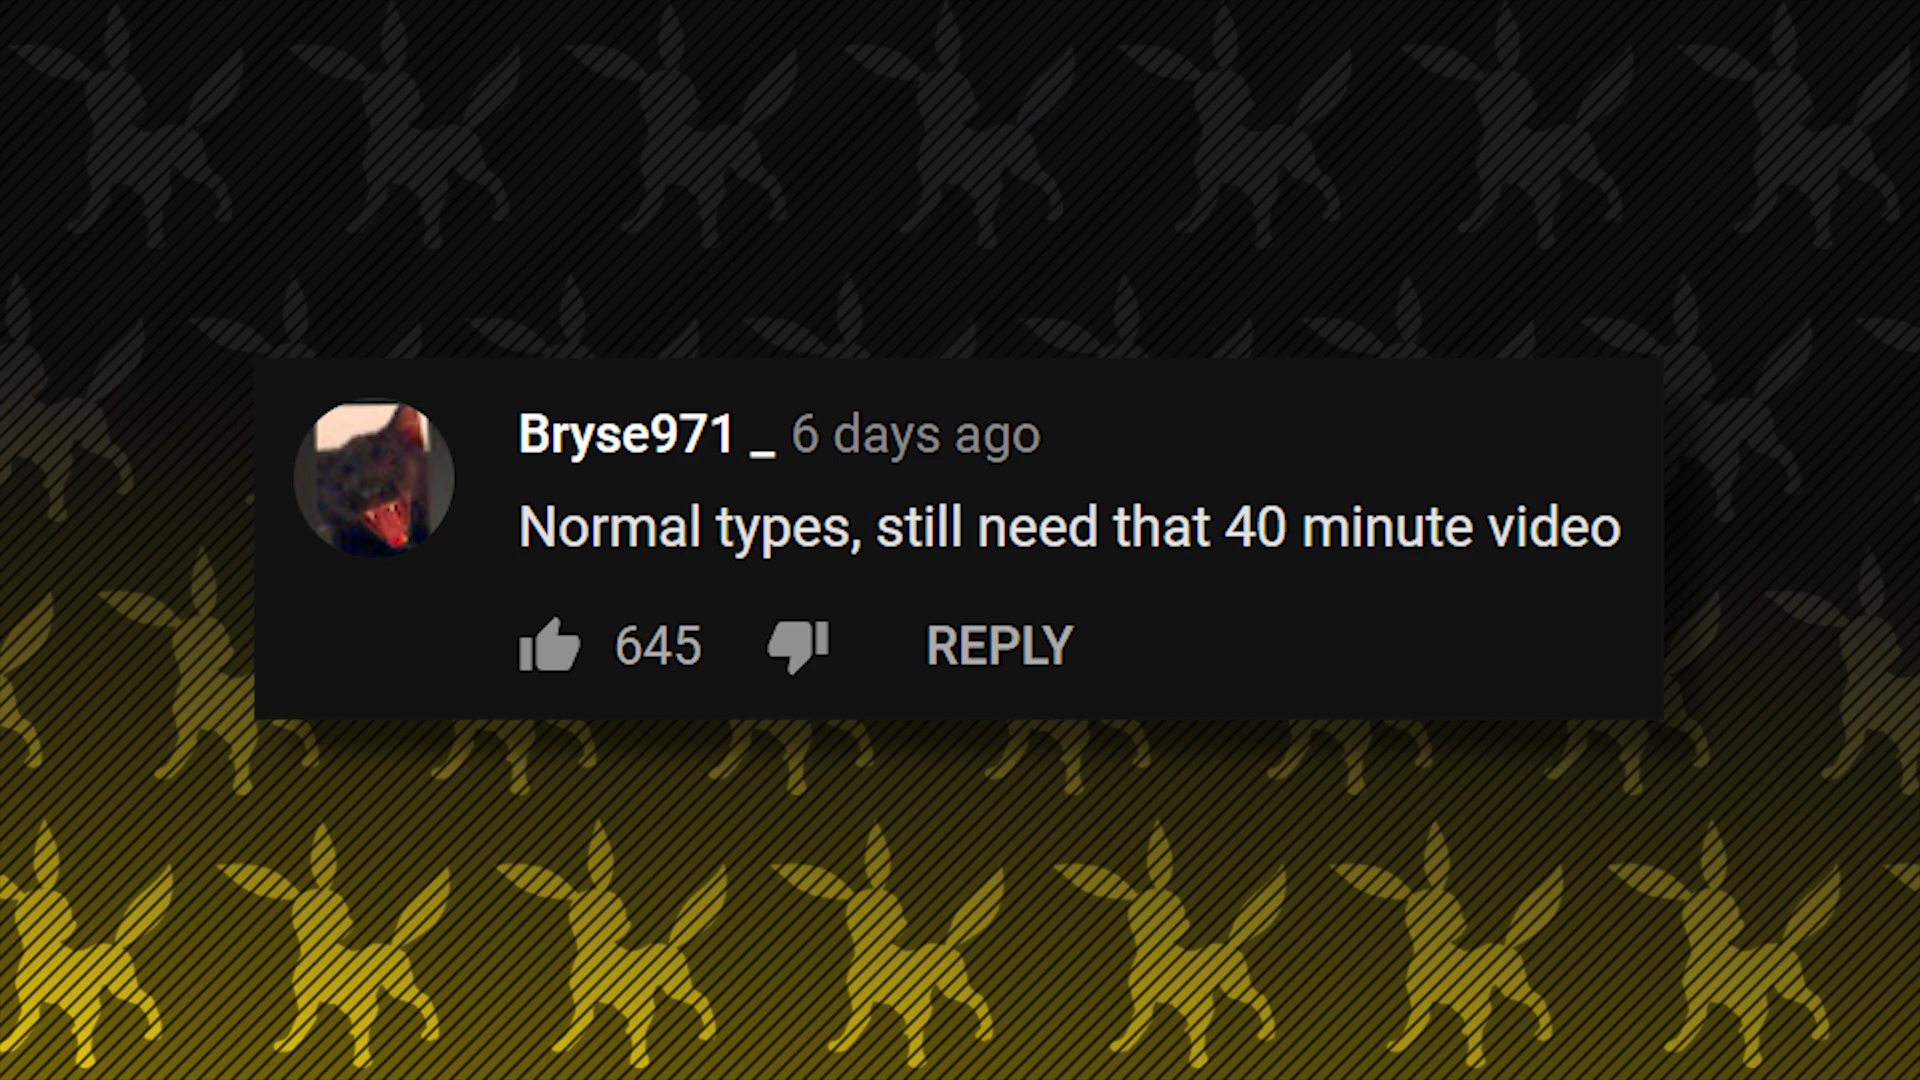 Bryse971 _ 6 days ago
Normal types, still need that 40 minute video
645 REPLY